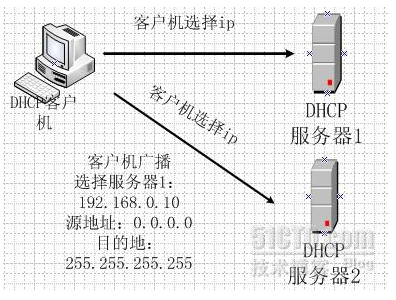 客户机选择ip
DHCP客户
机
DHCP
服务器1
客户机选择ip
客户机广播
选择服务器1:
192.168.0.10
源地址: 0.0.0.0
目的地:
255.255.255.255
51CTO.com
技术博客 Blog
DHCP
服务器2